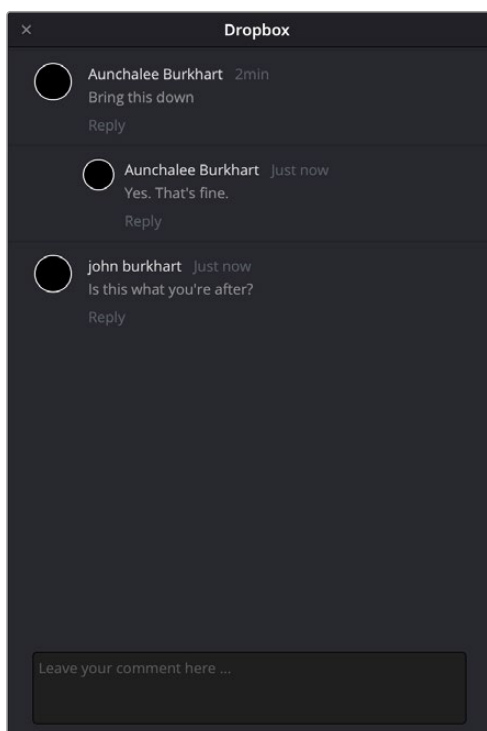 Dropbox
Aunchalee Burkhart 2min
Bring this down
Reply
Aunchalee Burkhart Just now
Yes. That's fine.
Reply
john burkhart Just now
Is this what you're after?
Reply
Leave your comment here ...